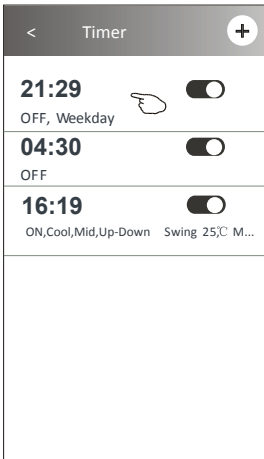 < Timer +
21:29
OFF, Weekday
04:30
OFF
16:19
ON,Cool,Mid,Up-Down Swing 25℃ M...